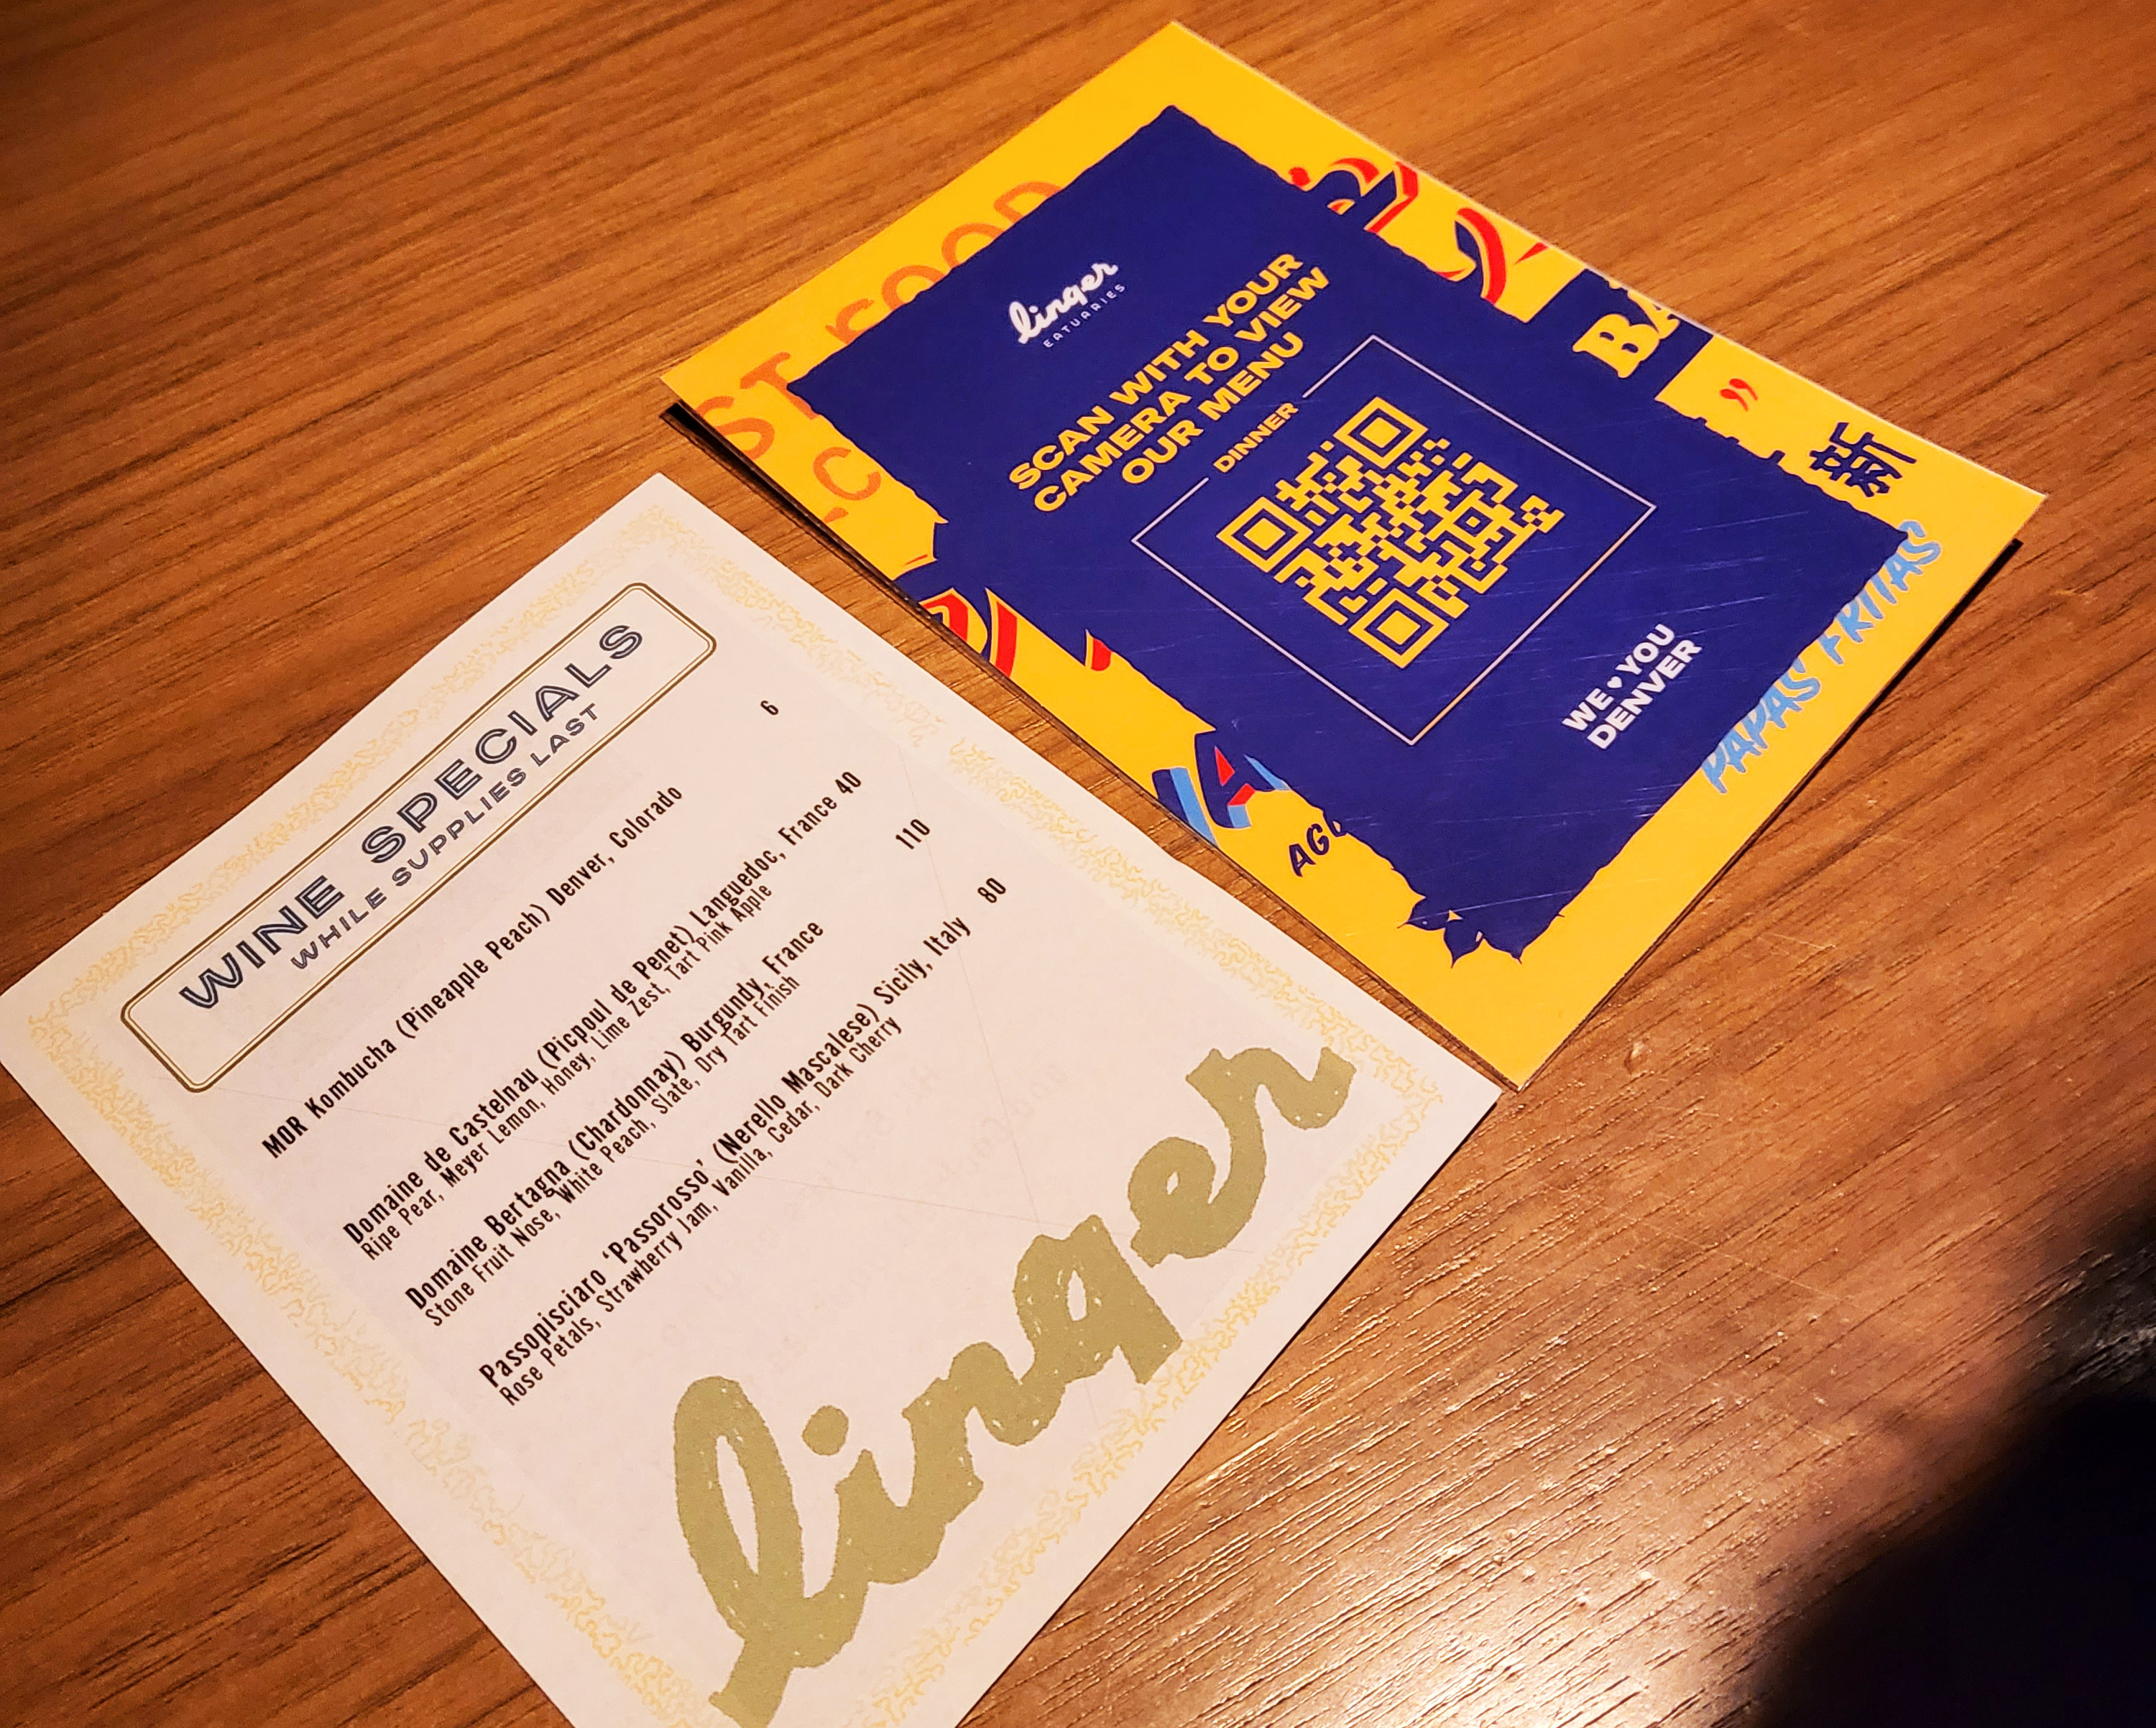 WINE SPECIALS
WHILE SUPPLIES LAST
MOR Kombucha (Pineapple Peach) Denver, Colorado 6
Domaine de Castelnau (Picpoul de Penet) Languedoc, France 40
Ripe Pear, Meyer Lemon, Honey, Lime Zest, Tart Pink Apple
Domaine Bertagna (Chardonnay) Burgundy, France 110
Stone Fruit Nose, White Peach, Slate, Dry Tart Finish
Passopisciaro 'Passorosso' (Nerello Mascalese) Sicily, Italy 80
Rose Petals, Strawberry Jam, Vanilla, Cedar, Dark Cherry
linger
linger
EATUARIES
SCAN WITH YOUR
CAMERA TO VIEW
OUR MENU
DINNER
WE ♥ YOU
DENVER
ST FOOD
BA
新
PAPAS FRITAS